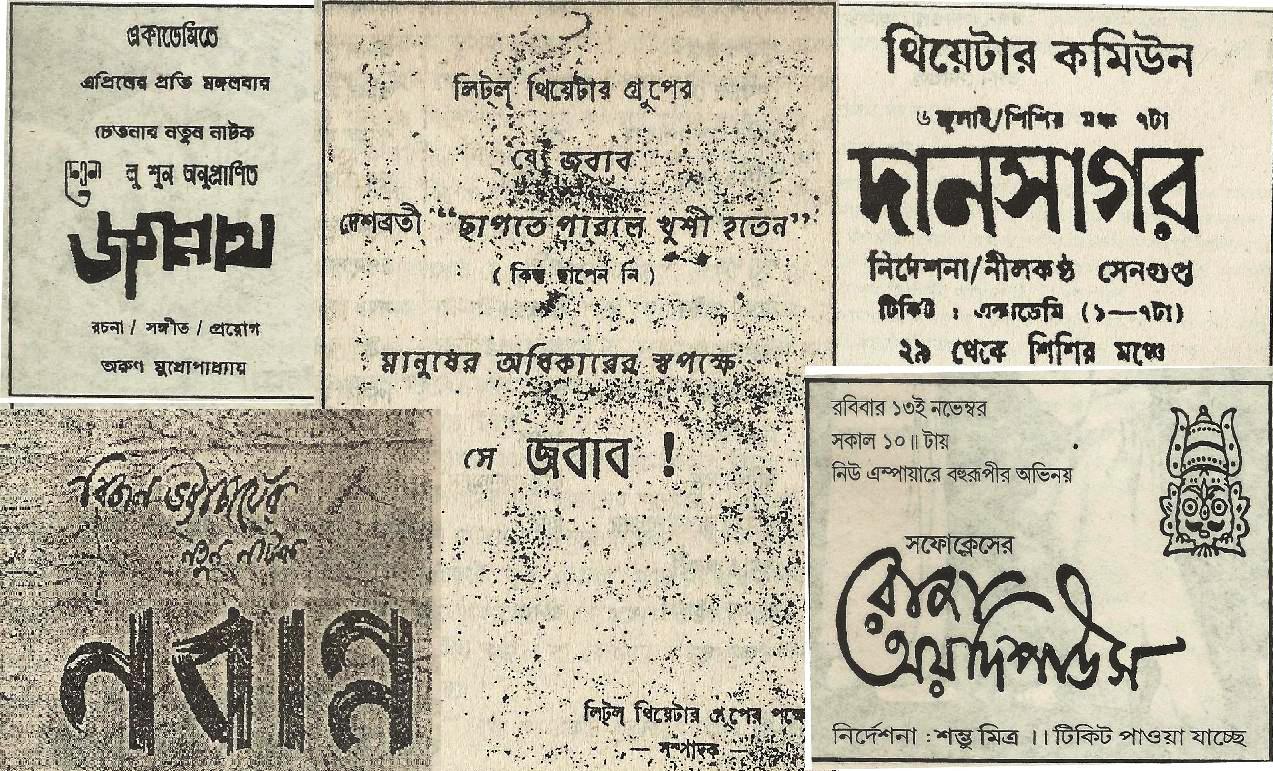 একাডেমিতে
এপ্রিলের প্রতি মঙ্গলবার
চেতনার নতুন নাটক
লু শুন অনুপ্রাণিত
জগন্নাথ
রচনা / সঙ্গীত / প্রয়োগ
অরুণ মুখোপাধ্যায়
লিট্‌ল্ থিয়েটার গ্রুপের
যে জবাব
দেশব্রতী “ছাপতে পারলে খুশী হতেন”
( কিন্তু ছাপেন নি )
মানুষের অধিকারের স্বপক্ষে
সে জবাব !
লিট্‌ল্ থিয়েটার গ্রুপের পক্ষে
— সম্পাদক —
থিয়েটার কমিউন
৬ জুলাই/শিশির মঞ্চ ৭টা
দানসাগর
নির্দেশনা/নীলকণ্ঠ সেনগুপ্ত
টিকিট : একাডেমি (১—৭টা)
২৯ থেকে শিশির মঞ্চে
বিজন ভট্টাচার্যের
নতুন নাটক
নবান্ন
রবিবার ১৩ই নভেম্বর
সকাল ১০॥ টায়
নিউ এম্পায়ারে বহুরূপীর অভিনয়
সফোক্লেসের
রাজা
অয়দিপাউস
নির্দেশনা : শম্ভু মিত্র ।। টিকিট পাওয়া যাচ্ছে